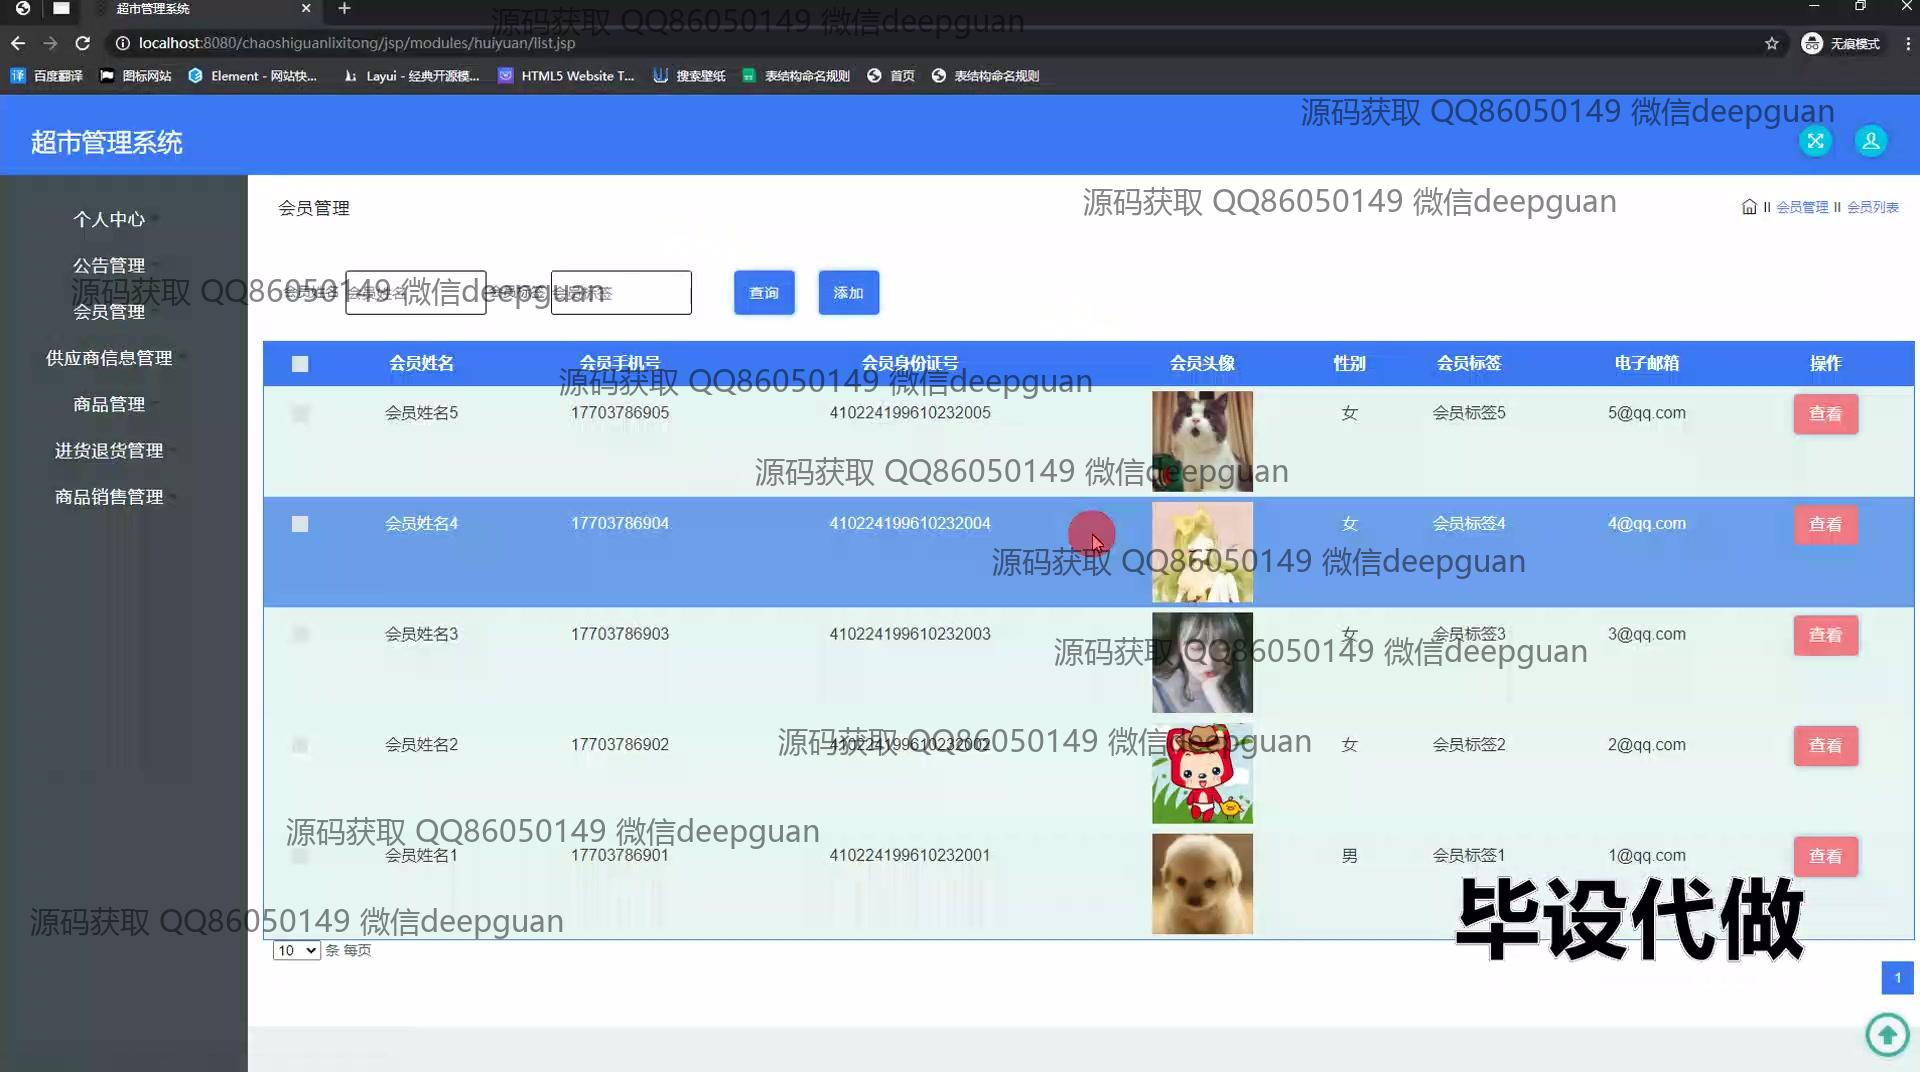 超市管理系统
源码获取 QQ86050149 微信deepguan
localhost:8080/chaoshiguanlixitong/jsp/modules/huiyuan/list.jsp
无痕模式
百度翻译 图标网站 Element - 网站快... Layui - 经典开源模... HTML5 Website T... 搜索壁纸 表结构命名规则 首页 表结构命名规则
源码获取 QQ86050149 微信deepguan
超市管理系统
个人中心
公告管理
会员管理
供应商信息管理
商品管理
进货退货管理
商品销售管理
会员管理
源码获取 QQ86050149 微信deepguan
会员管理 会员列表
源码获取 QQ86050149 微信deepguan
会员姓名 会员姓名 会员标签 会员标签 查询 添加
会员姓名 会员手机号 会员身份证号 会员头像 性别 会员标签 电子邮箱 操作
源码获取 QQ86050149 微信deepguan
会员姓名5 17703786905 410224199610232005 女 会员标签5 5@qq.com 查看
源码获取 QQ86050149 微信deepguan
会员姓名4 17703786904 410224199610232004 女 会员标签4 4@qq.com 查看
源码获取 QQ86050149 微信deepguan
会员姓名3 17703786903 410224199610232003 女 会员标签3 3@qq.com 查看
源码获取 QQ86050149 微信deepguan
会员姓名2 17703786902 410224199610232002 女 会员标签2 2@qq.com 查看
源码获取 QQ86050149 微信deepguan
源码获取 QQ86050149 微信deepguan
会员姓名1 17703786901 410224199610232001 男 会员标签1 1@qq.com 查看
毕设代做
源码获取 QQ86050149 微信deepguan
10 条 每页
1